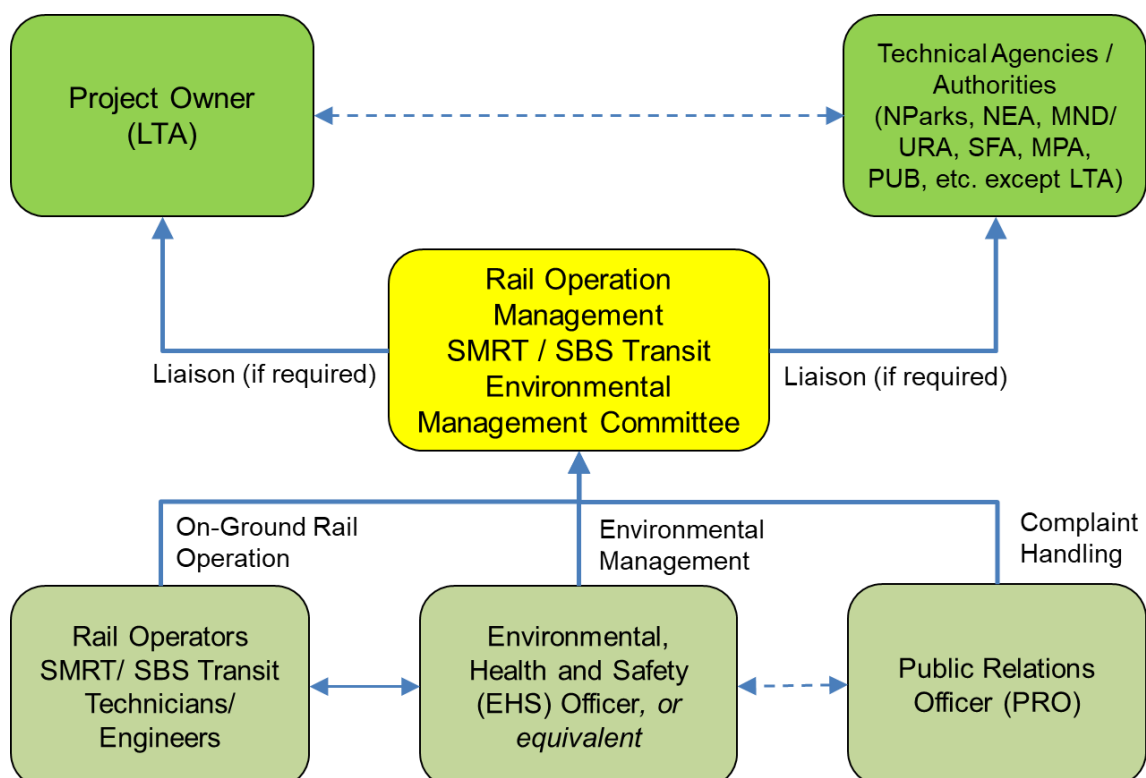 Project Owner
(LTA)
Technical Agencies /
Authorities
(NParks, NEA, MND/
URA, SFA, MPA,
PUB, etc. except LTA)
Rail Operation
Management
SMRT / SBS Transit
Environmental
Management Committee
Liaison (if required)
Liaison (if required)
On-Ground Rail
Operation
Environmental
Management
Complaint
Handling
Rail Operators
SMRT/ SBS Transit
Technicians/
Engineers
Environmental,
Health and Safety
(EHS) Officer, or
equivalent
Public Relations
Officer (PRO)